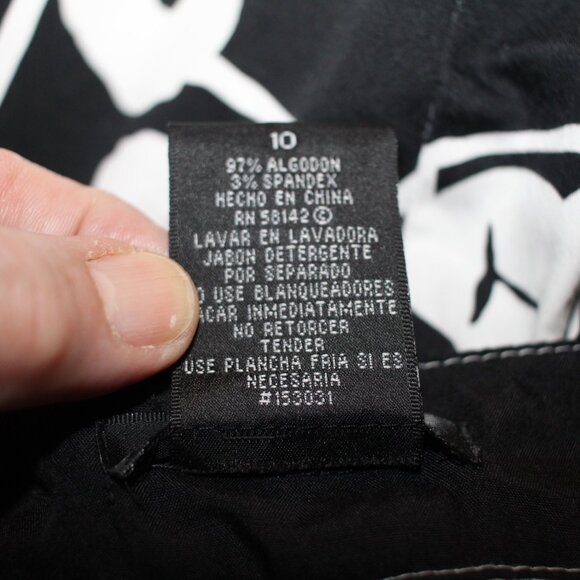 10
97% ALGODON
3% SPANDEX
HECHO EN CHINA
RN 58142 ©
LAVAR EN LAVADORA
JABON DETERGENTE
POR SEPARADO
USE BLANQUEADORES
INMEDIATAMENTE
NO RETORCER
TENDER
USE PLANCHA FRIA SI ES
NECESARIA
#153031